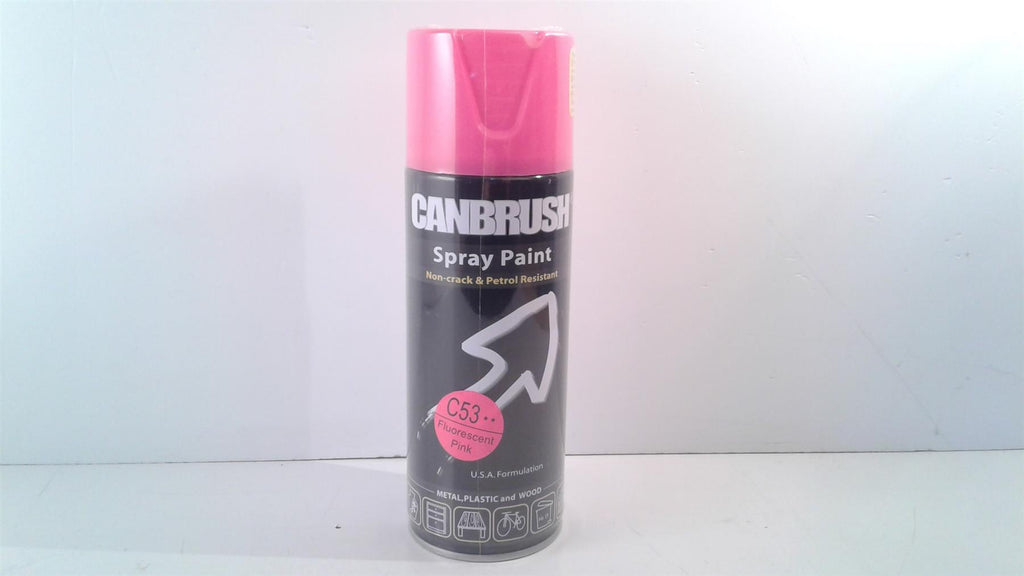 CANBRUSH
Spray Paint
Non-crack & Petrol Resistant
C53**
Fluorescent
Pink
U.S.A. Formulation
METAL,PLASTIC and WOOD